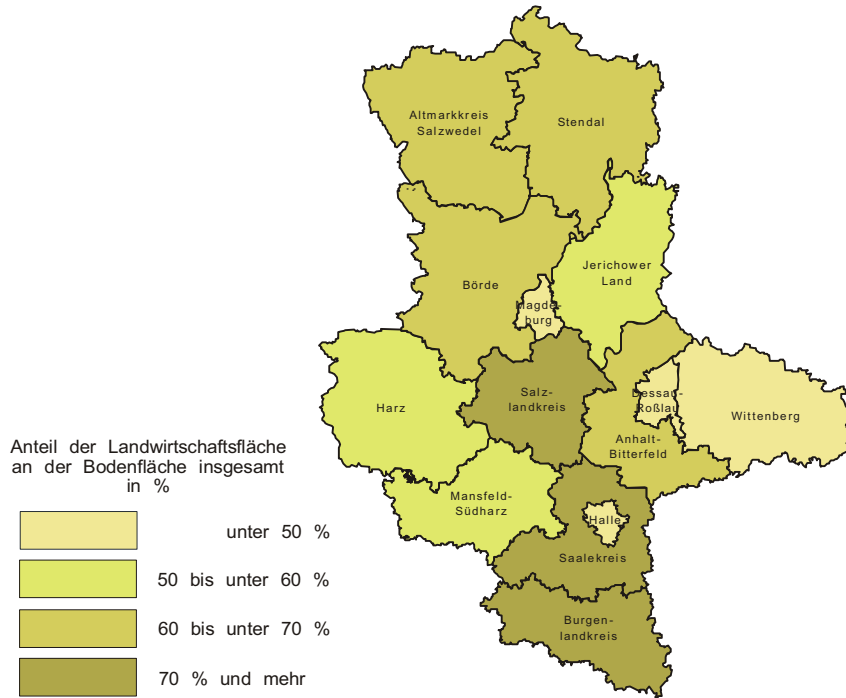 Altmarkkreis
Salzwedel
Stendal
Jerichower
Land
Börde
Magde-
burg
Salz-
landkreis
Harz
Dessau-
Roßlau
Wittenberg
Anhalt-
Bitterfeld
Mansfeld-
Südharz
Halle
Saalekreis
Burgen-
landkreis
Anteil der Landwirtschaftsfläche
an der Bodenfläche insgesamt
in %
unter 50 %
50 bis unter 60 %
60 bis unter 70 %
70 % und mehr